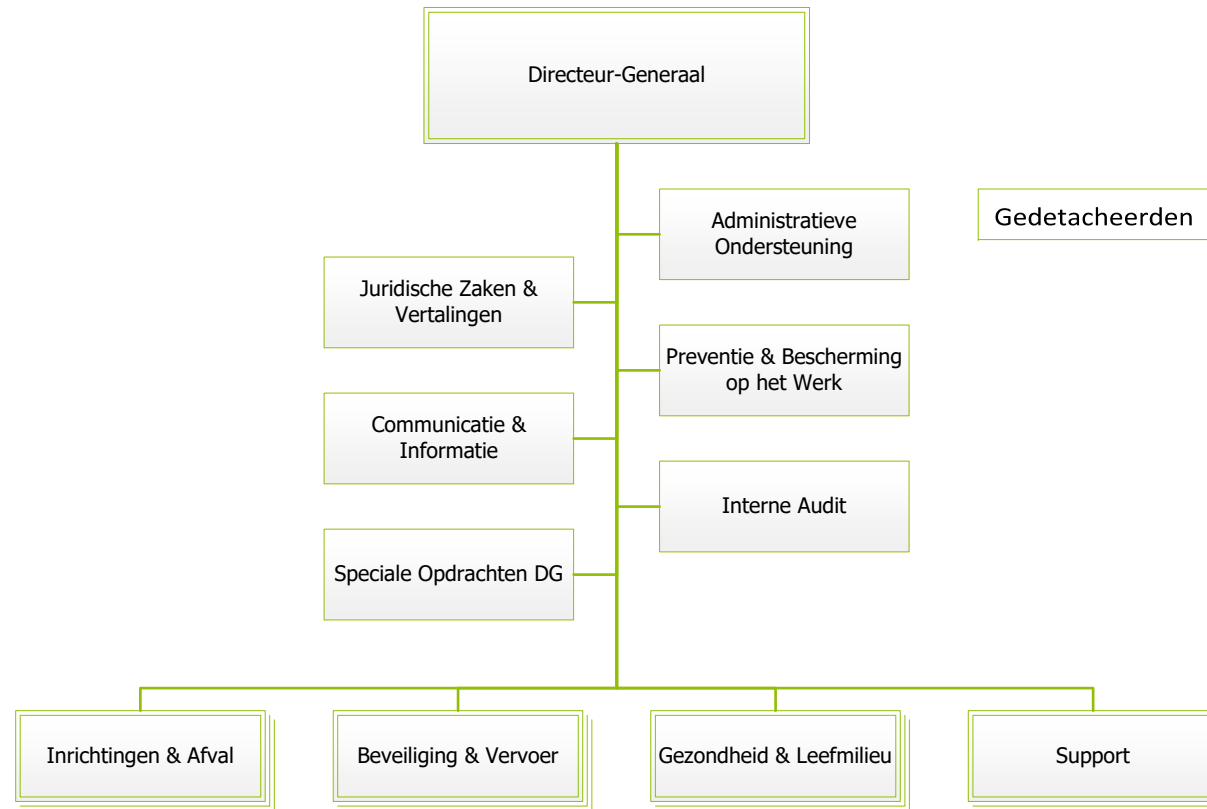 Directeur-Generaal
Administratieve
Ondersteuning
Gedetacheerden
Juridische Zaken &
Vertalingen
Preventie & Bescherming
op het Werk
Communicatie &
Informatie
Interne Audit
Speciale Opdrachten DG
Inrichtingen & Afval
Beveiliging & Vervoer
Gezondheid & Leefmilieu
Support